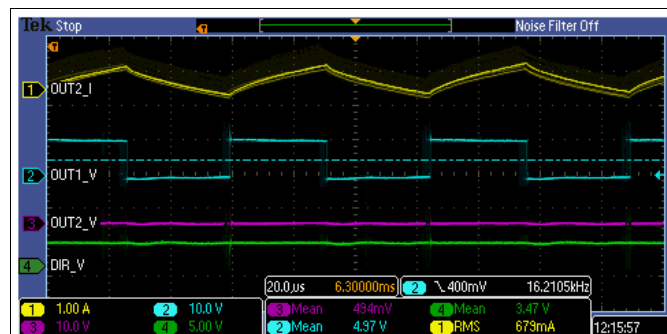 Tek Stop Noise Filter Off
1 OUT2_I
2 OUT1_V
3 OUT2_V
4 DIR_V
20.0µs 6.30000ms 2 400mV 16.2105kHz
1 1.00 A 2 10.0 V 3 Mean 494mV 4 Mean 3.47 V
3 10.0 V 4 5.00 V 2 Mean 4.97 V 1 RMS 679mA 12:15:57